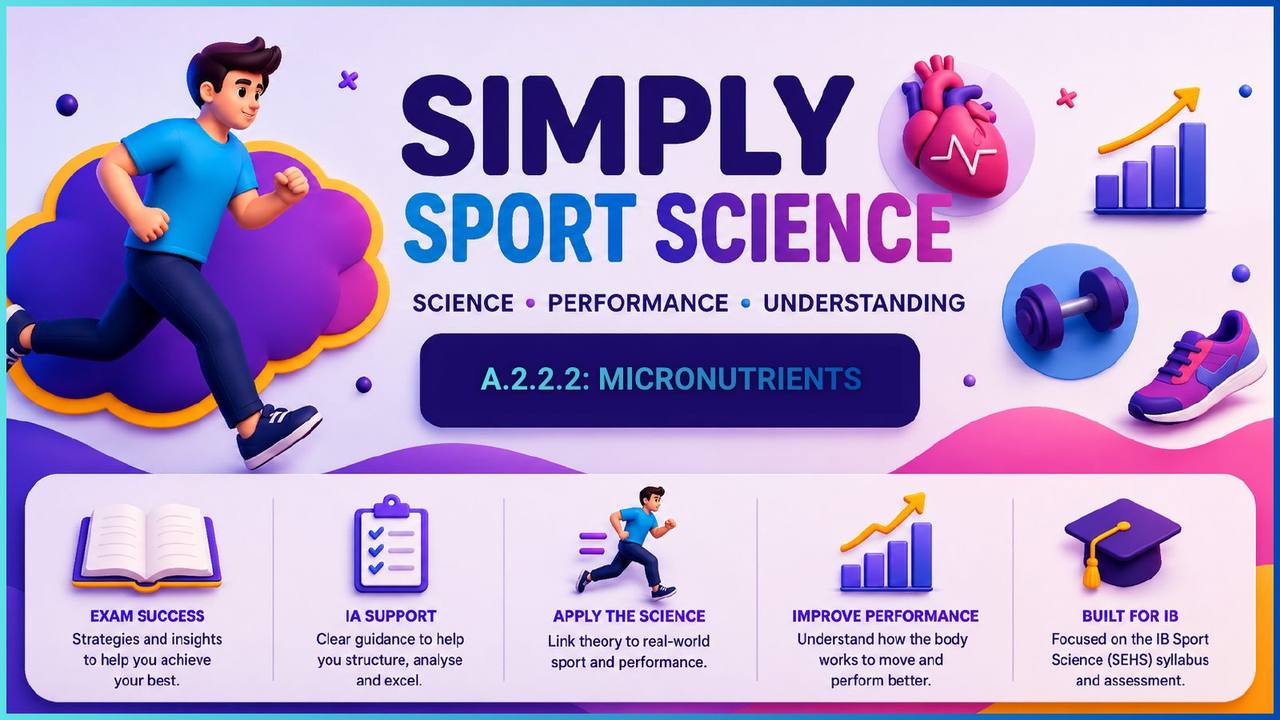 SIMPLY
SPORT SCIENCE
SCIENCE • PERFORMANCE • UNDERSTANDING
A.2.2.2: MICRONUTRIENTS
EXAM SUCCESS
Strategies and insights
to help you achieve
your best.
IA SUPPORT
Clear guidance to help
you structure, analyse
and excel.
APPLY THE SCIENCE
Link theory to real-world
sport and performance.
IMPROVE PERFORMANCE
Understand how the body
works to move and
perform better.
BUILT FOR IB
Focused on the IB Sport
Science (SEHS) syllabus
and assessment.